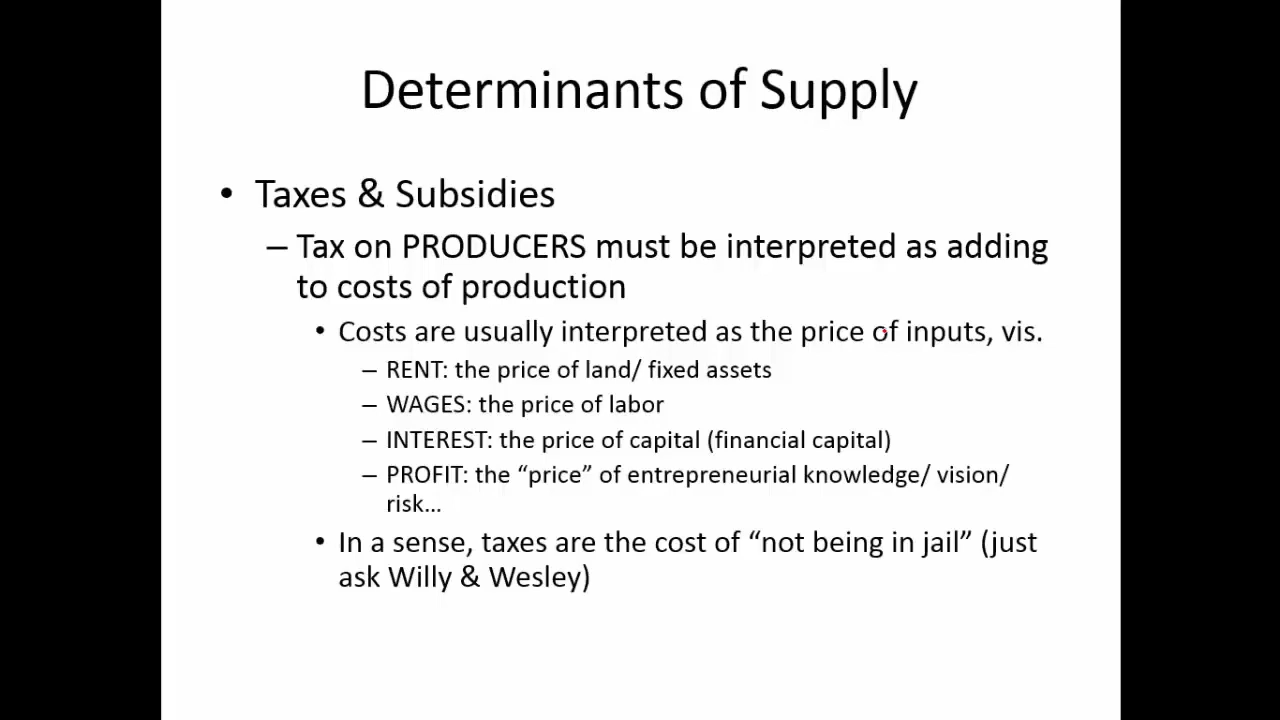 Determinants of Supply
• Taxes & Subsidies
– Tax on PRODUCERS must be interpreted as adding
to costs of production
• Costs are usually interpreted as the price of inputs, vis.
– RENT: the price of land/ fixed assets
– WAGES: the price of labor
– INTEREST: the price of capital (financial capital)
– PROFIT: the “price” of entrepreneurial knowledge/ vision/
risk…
• In a sense, taxes are the cost of “not being in jail” (just
ask Willy & Wesley)